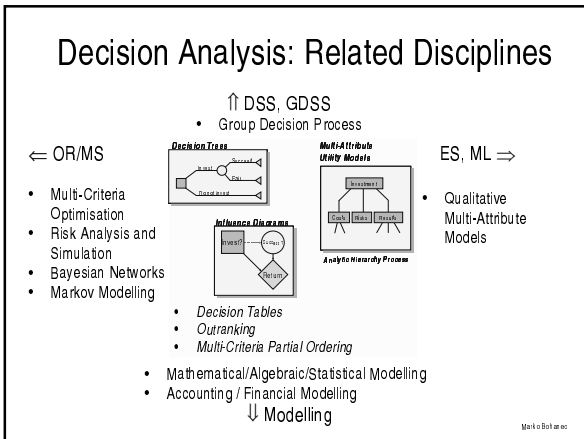 Decision Analysis: Related Disciplines
⇑ DSS, GDSS
• Group Decision Process
⇐ OR/MS
• Multi-Criteria
Optimisation
• Risk Analysis and
Simulation
• Bayesian Networks
• Markov Modelling
Decision Trees
Invest
Succeed
Fail
Do not invest
Multi-Attribute
Utility Models
Investment
Costs Risks Results
Analytic Hierarchy Process
Influence Diagrams
Invest?
Success?
Return
• Decision Tables
• Outranking
• Multi-Criteria Partial Ordering
ES, ML ⇒
• Qualitative
Multi-Attribute
Models
• Mathematical/Algebraic/Statistical Modelling
• Accounting / Financial Modelling
⇓ Modelling
Marko Bohanec